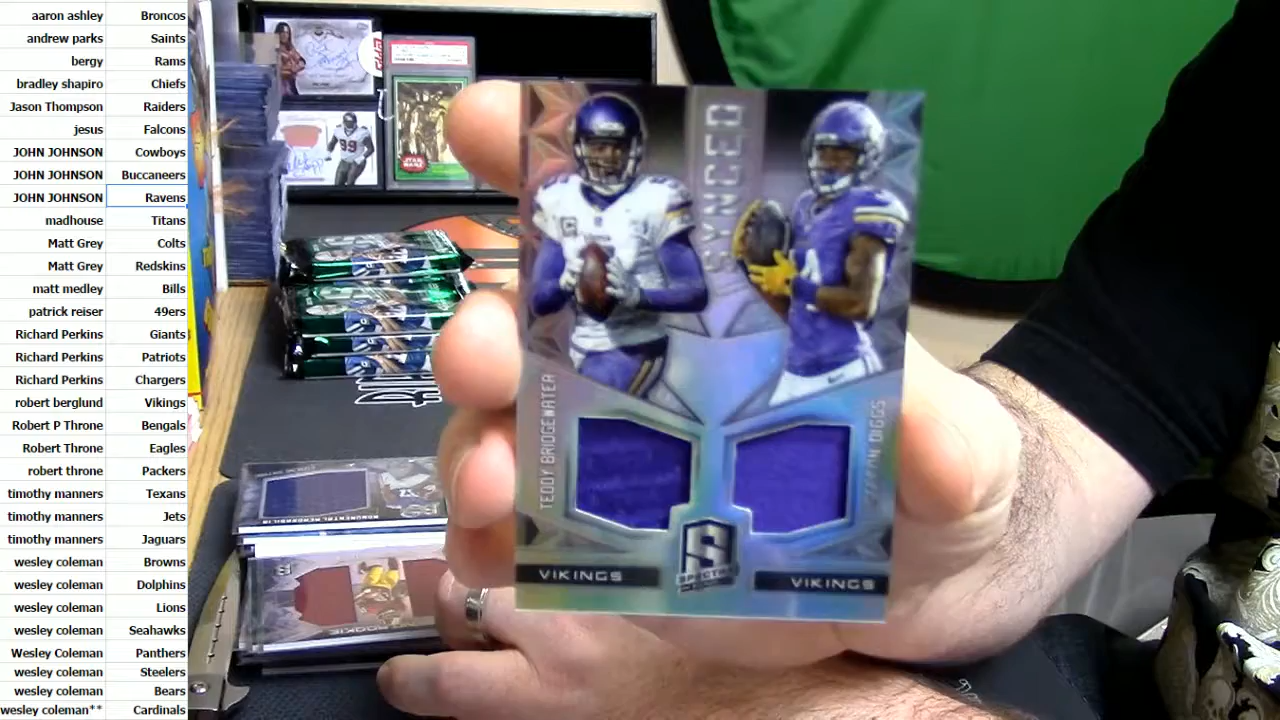 aaron ashley Broncos
andrew parks Saints
bergy Rams
bradley shapiro Chiefs
Jason Thompson Raiders
jesus Falcons
JOHN JOHNSON Cowboys
JOHN JOHNSON Buccaneers
JOHN JOHNSON Ravens
madhouse Titans
Matt Grey Colts
Matt Grey Redskins
matt medley Bills
patrick reiser 49ers
Richard Perkins Giants
Richard Perkins Patriots
Richard Perkins Chargers
robert berglund Vikings
Robert P Throne Bengals
Robert Throne Eagles
robert throne Packers
timothy manners Texans
timothy manners Jets
timothy manners Jaguars
wesley coleman Browns
wesley coleman Dolphins
wesley coleman Lions
wesley coleman Seahawks
Wesley Coleman Panthers
wesley coleman Steelers
wesley coleman Bears
wesley coleman** Cardinals
SYNCED
TEDDY BRIDGEWATER
DIGGS
S
SPECTRA
VIKINGS
VIKINGS
STAR
WARS
99
ROOKIE